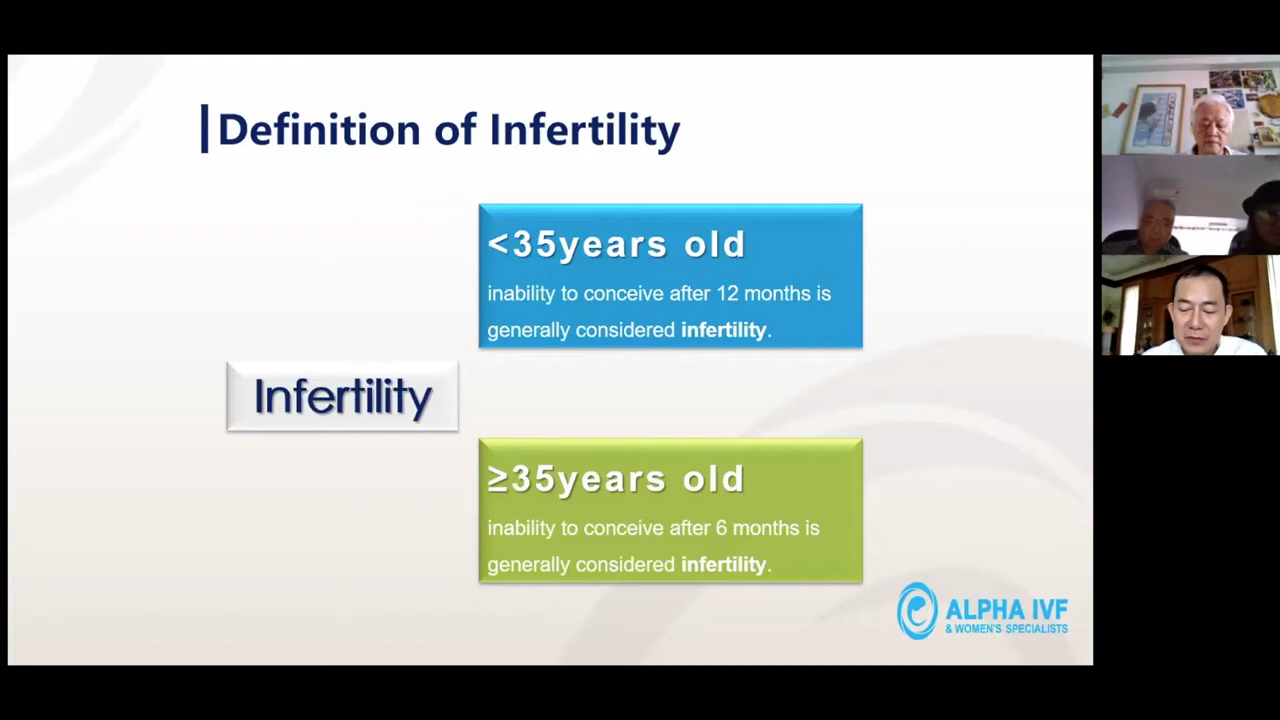 Definition of Infertility
<35years old
inability to conceive after 12 months is
generally considered infertility.
Infertility
≥35years old
inability to conceive after 6 months is
generally considered infertility.
ALPHA IVF
& WOMEN'S SPECIALISTS